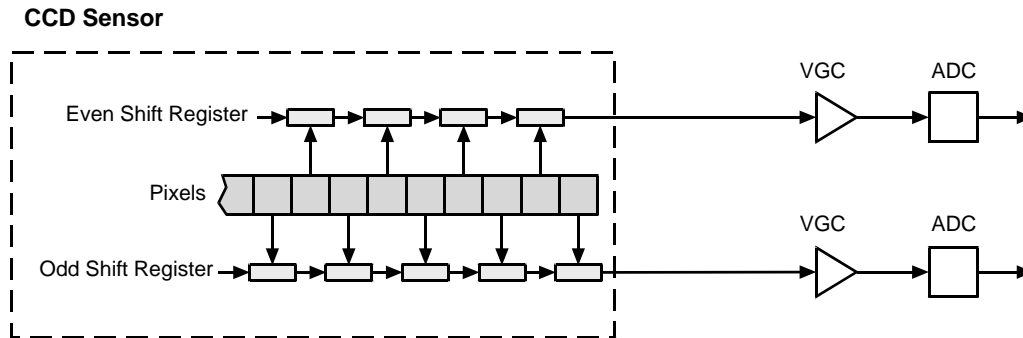 CCD Sensor
VGC
ADC
Even Shift Register
Pixels
VGC
ADC
Odd Shift Register